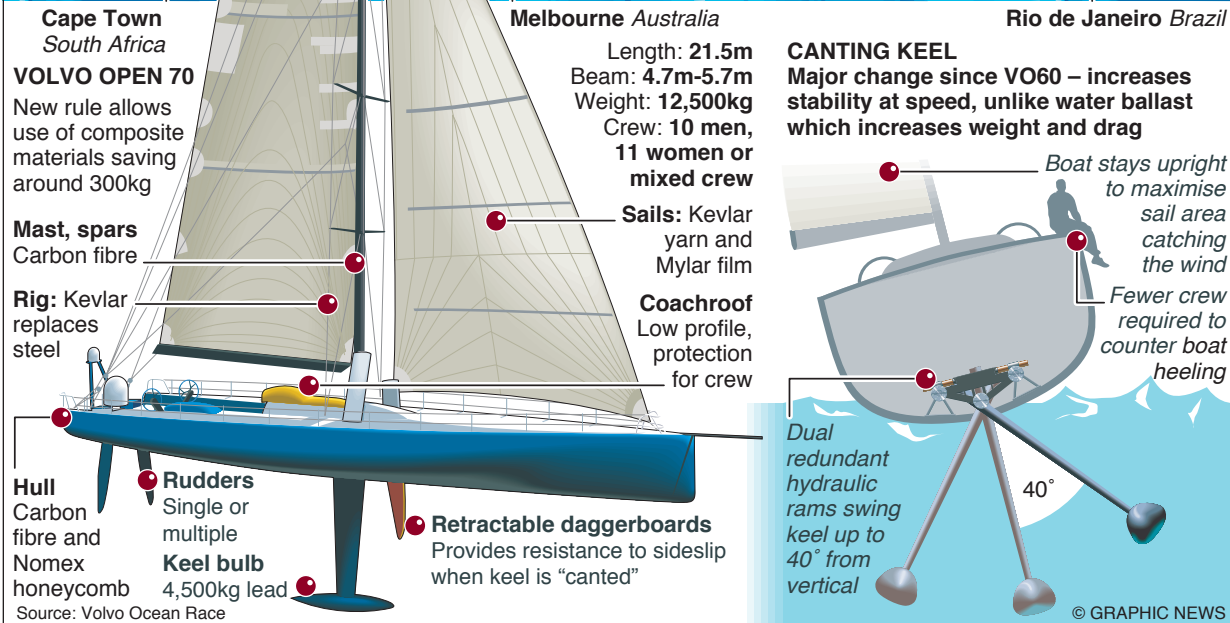 Cape Town
South Africa
Melbourne Australia
Rio de Janeiro Brazil
VOLVO OPEN 70
New rule allows
use of composite
materials saving
around 300kg
Mast, spars
Carbon fibre
Rig: Kevlar
replaces
steel
Length: 21.5m
Beam: 4.7m-5.7m
Weight: 12,500kg
Crew: 10 men,
11 women or
mixed crew
Sails: Kevlar
yarn and
Mylar film
Coachroof
Low profile,
protection
for crew
Hull
Carbon
fibre and
Nomex
honeycomb
Rudders
Single or
multiple
Keel bulb
4,500kg lead
Retractable daggerboards
Provides resistance to sideslip
when keel is “canted”
CANTING KEEL
Major change since VO60 – increases
stability at speed, unlike water ballast
which increases weight and drag
Boat stays upright
to maximise
sail area
catching
the wind
Fewer crew
required to
counter boat
heeling
Dual
redundant
hydraulic
rams swing
keel up to
40˚ from
vertical
40˚
Source: Volvo Ocean Race
© GRAPHIC NEWS